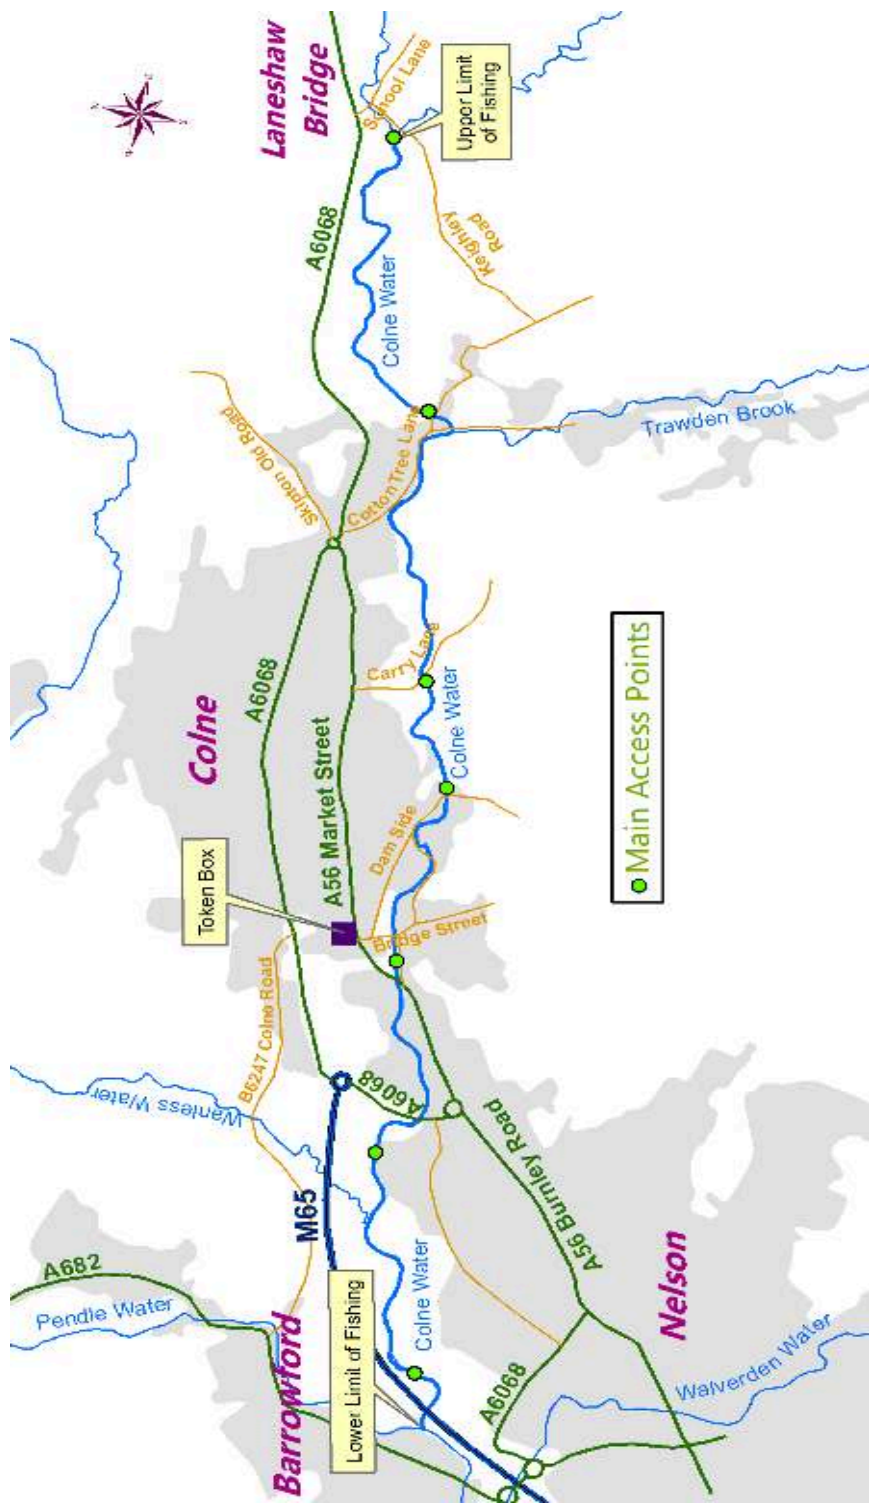 Laneshaw
Bridge
School Lane
Upper Limit
of Fishing
A6068
Keighley
Road
Colne Water
Skipton Old Road
Cotton Tree Lane
Trawden Brook
Colne
A6068
Carry Lane
Colne Water
A56 Market Street
Dam Side
Token Box
Bridge Street
B6247 Colne Road
Wanless Water
A6068
M65
A682
Pendle Water
Barrowford
Lower Limit of Fishing
Colne Water
A56 Burnley Road
Nelson
A6068
Walverden Water
Main Access Points